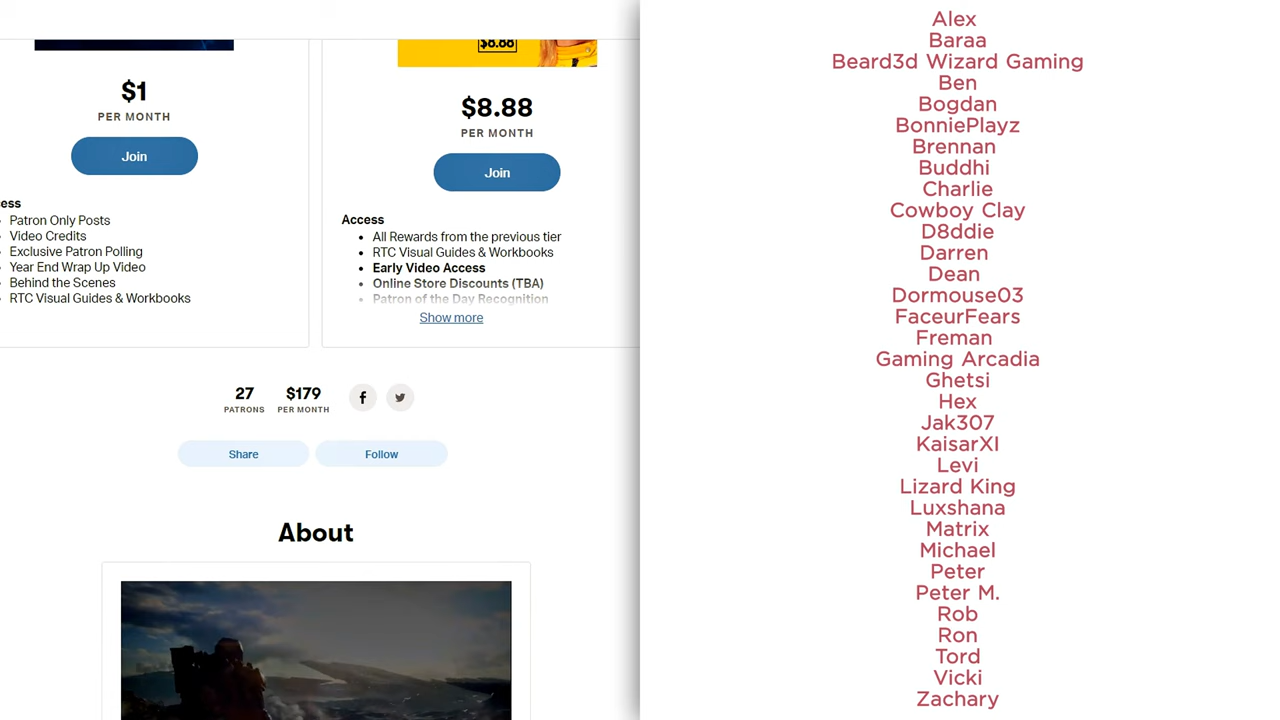 $8.88
$1
PER MONTH
Join
ess
Patron Only Posts
Video Credits
Exclusive Patron Polling
Year End Wrap Up Video
Behind the Scenes
RTC Visual Guides & Workbooks
$8.88
PER MONTH
Join
Access
All Rewards from the previous tier
RTC Visual Guides & Workbooks
Early Video Access
Online Store Discounts (TBA)
Patron of the Day Recognition
Show more
27
PATRONS
$179
PER MONTH
Share
Follow
About
Alex
Baraa
Beard3d Wizard Gaming
Ben
Bogdan
BonniePlayz
Brennan
Buddhi
Charlie
Cowboy Clay
D8ddie
Darren
Dean
Dormouse03
FaceurFears
Freman
Gaming Arcadia
Ghetsi
Hex
Jak307
KaisarXI
Levi
Lizard King
Luxshana
Matrix
Michael
Peter
Peter M.
Rob
Ron
Tord
Vicki
Zachary